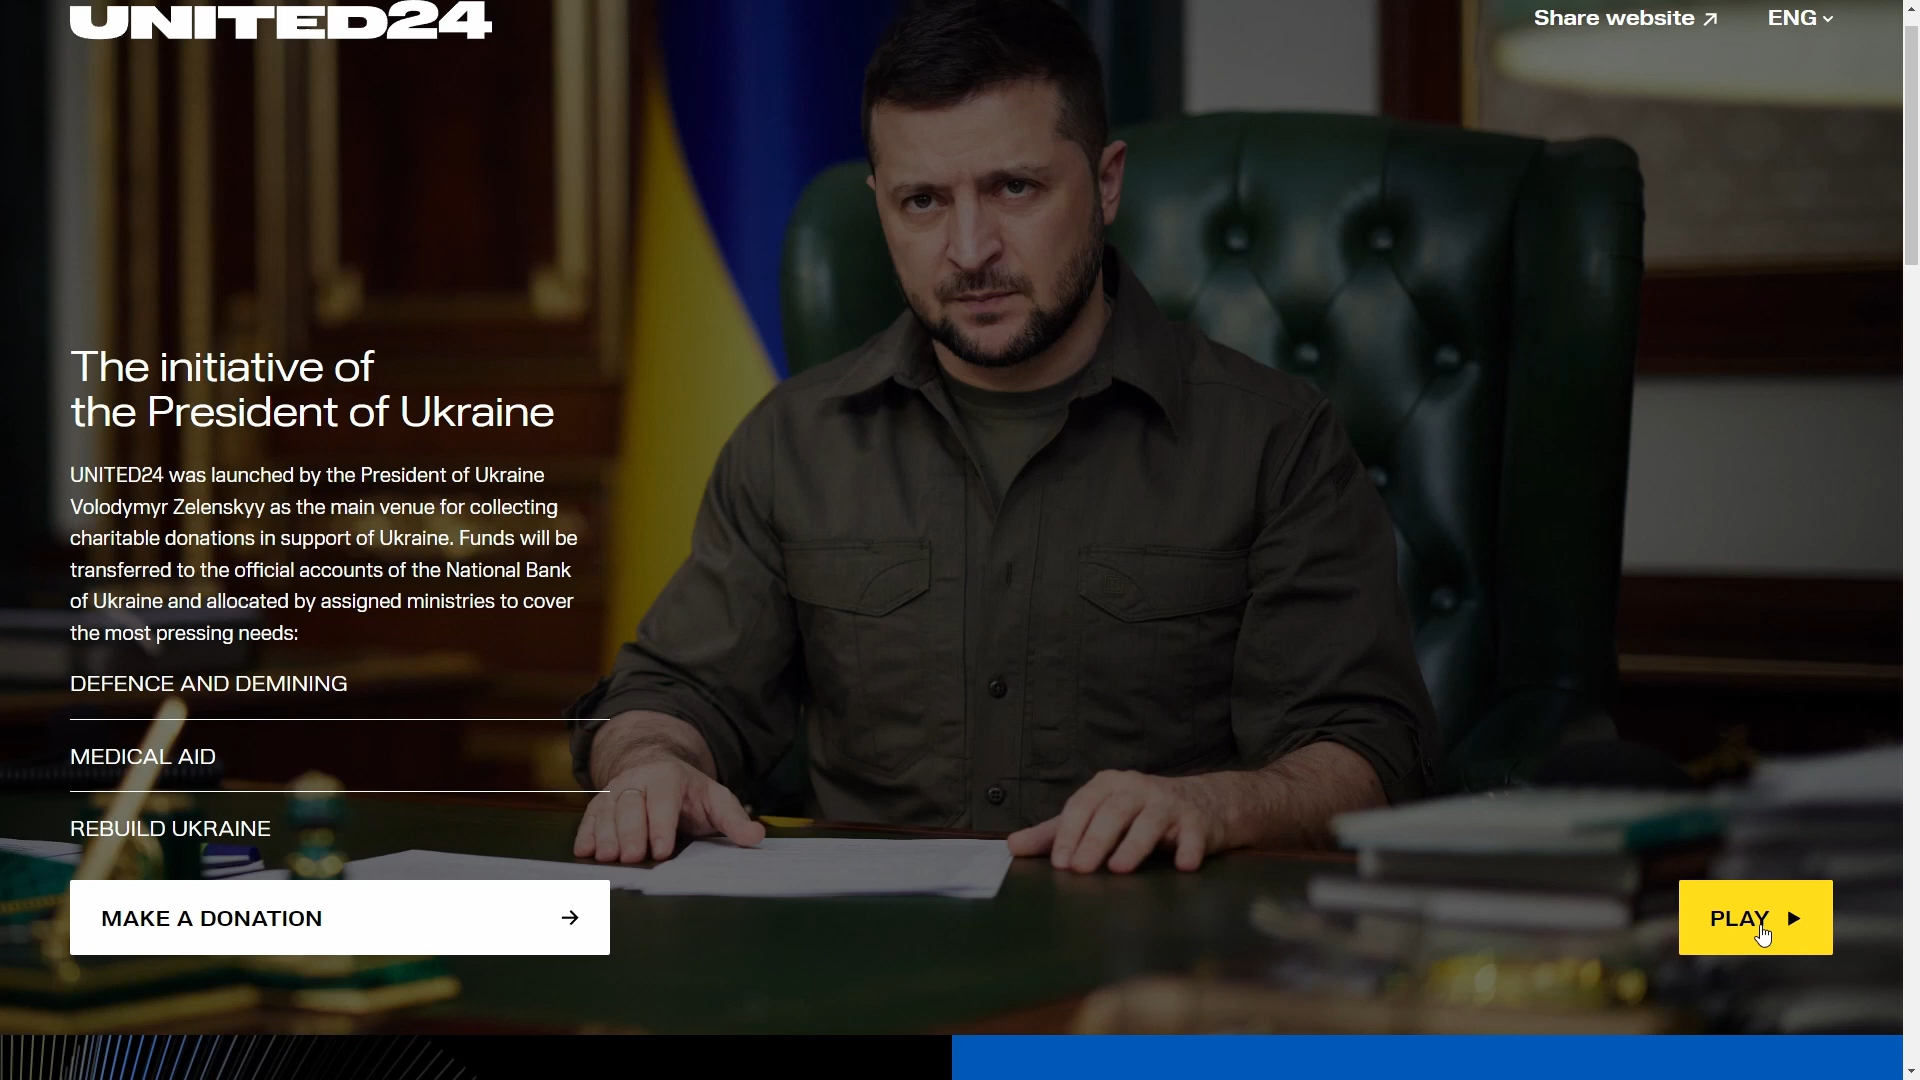 UNITED24
Share website
ENG
The initiative of
the President of Ukraine
UNITED24 was launched by the President of Ukraine
Volodymyr Zelenskyy as the main venue for collecting
charitable donations in support of Ukraine. Funds will be
transferred to the official accounts of the National Bank
of Ukraine and allocated by assigned ministries to cover
the most pressing needs:
DEFENCE AND DEMINING
MEDICAL AID
REBUILD UKRAINE
MAKE A DONATION
PLAY